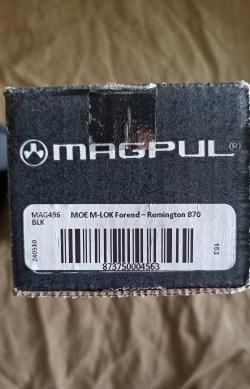 MAGPUL®
MAG496 MOE M-LOK Forend – Remington 870
BLK
240510
163
873750004563